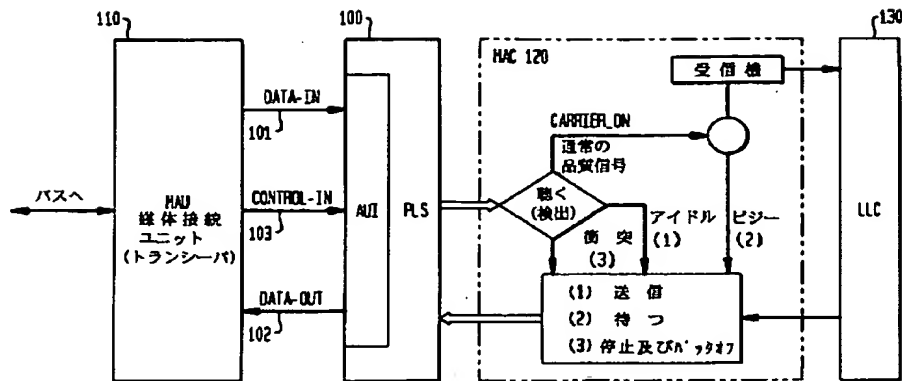 110
100
130
MAC 120
受信機
DATA-IN
101
CARRIER_ON
通常の
品質信号
バスへ
MAU
媒体接続
ユニット
(トランシーバ)
CONTROL-IN
103
AUI
PLS
聴く
(検出)
アイドル
(1)
ビジー
(2)
LLC
衝突
(3)
DATA-OUT
102
(1) 送信
(2) 待つ
(3) 停止及びバッタオフ